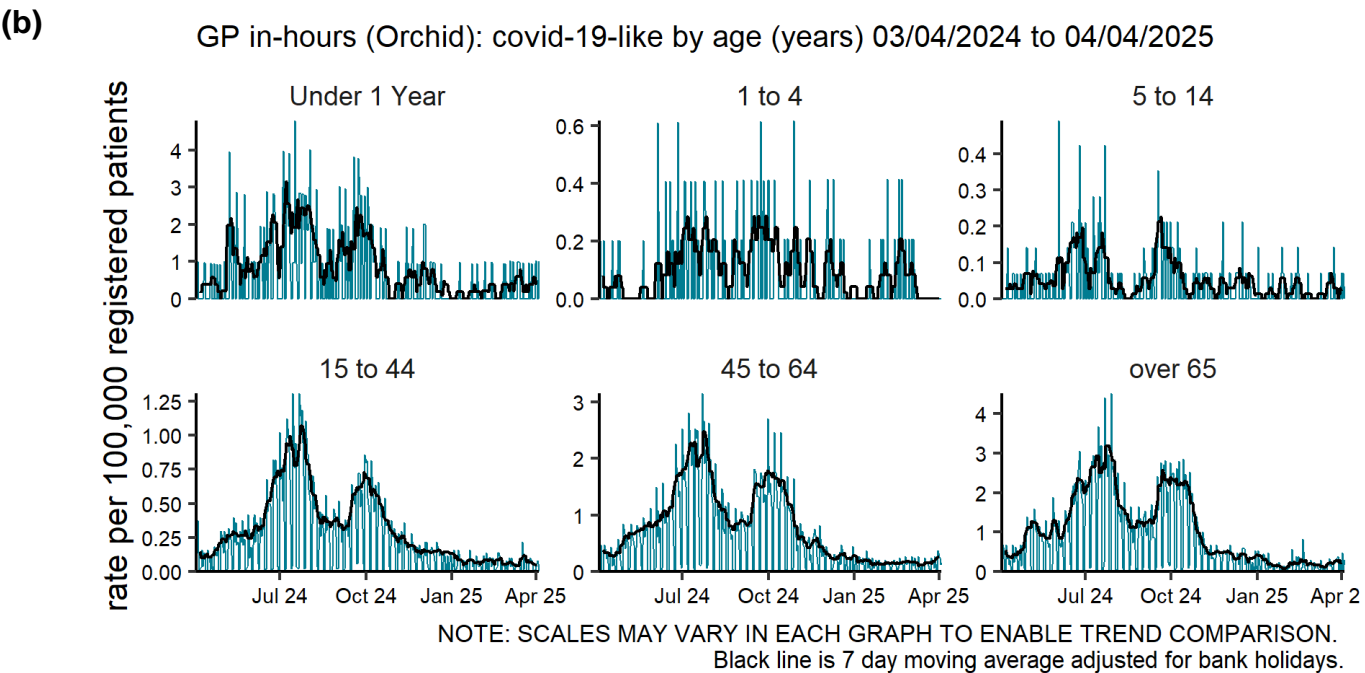 (b)
GP in-hours (Orchid): covid-19-like by age (years) 03/04/2024 to 04/04/2025
rate per 100,000 registered patients
Under 1 Year
4
3
2
1
0
1 to 4
0.6
0.4
0.2
0.0
5 to 14
0.4
0.3
0.2
0.1
0.0
15 to 44
1.25
1.00
0.75
0.50
0.25
0.00
Jul 24 Oct 24 Jan 25 Apr 25
45 to 64
3
2
1
0
Jul 24 Oct 24 Jan 25 Apr 25
over 65
4
3
2
1
0
Jul 24 Oct 24 Jan 25 Apr 2
NOTE: SCALES MAY VARY IN EACH GRAPH TO ENABLE TREND COMPARISON.
Black line is 7 day moving average adjusted for bank holidays.